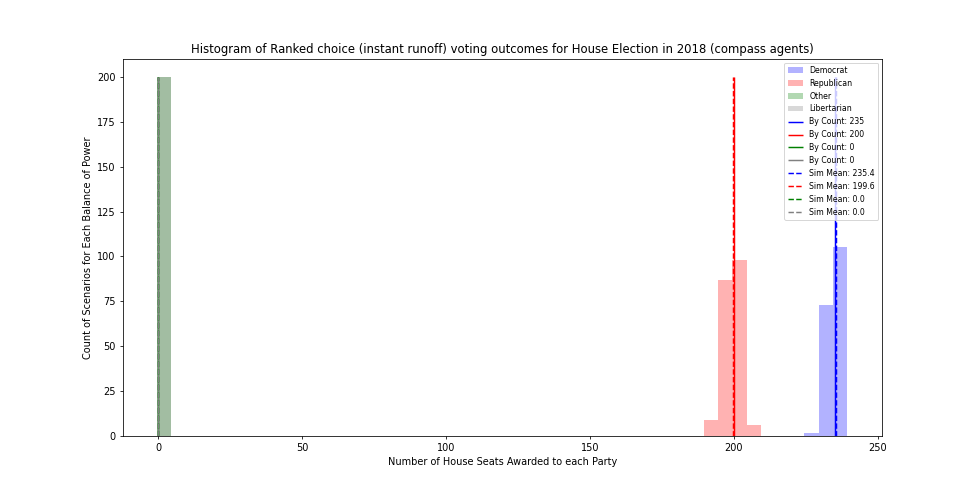 Histogram of Ranked choice (instant runoff) voting outcomes for House Election in 2018 (compass agents)
Count of Scenarios for Each Balance of Power
200
175
150
125
100
75
50
25
0
Democrat
Republican
Other
Libertarian
By Count: 235
By Count: 200
By Count: 0
By Count: 0
Sim Mean: 235.4
Sim Mean: 199.6
Sim Mean: 0.0
Sim Mean: 0.0
0 50 100 150 200 250
Number of House Seats Awarded to each Party